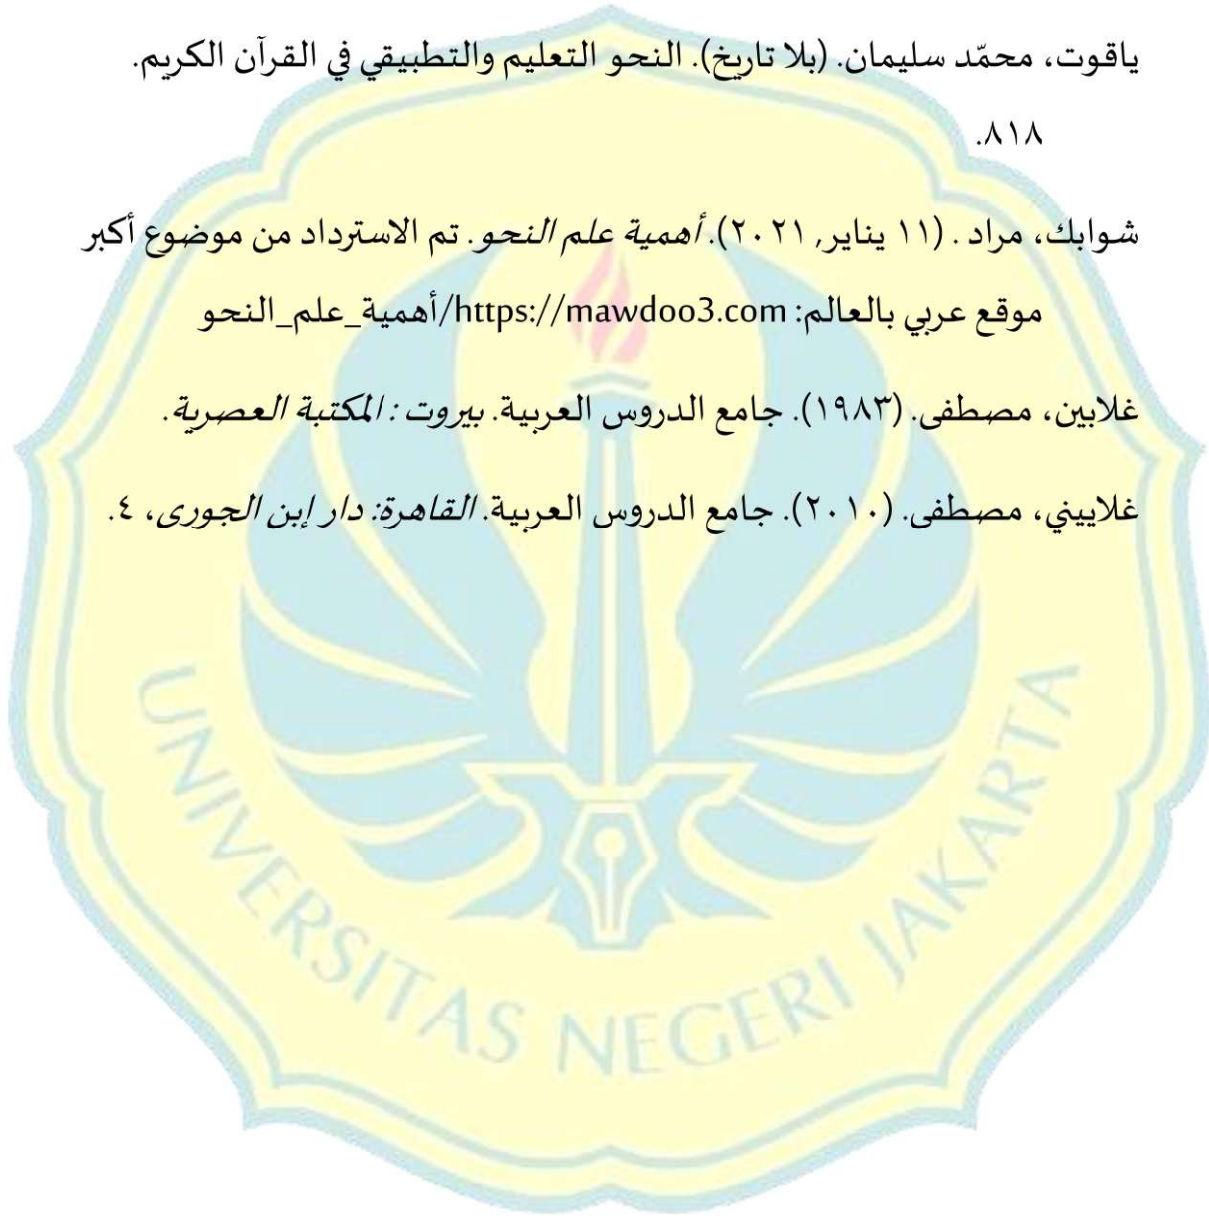 ياقوت، محمّد سليمان. (بلا تاريخ). النحو التعليم والتطبيقي في القرآن الكريم.
٨١٨.
شوابك، مراد . (١١ يناير, ٢٠٢١). أهمية علم النحو. تم الاسترداد من موضوع أكبر
موقع عربي بالعالم: https://mawdoo3.com/أهمية_علم_النحو
غلابين، مصطفى. (١٩٨٣). جامع الدروس العربية. بيروت : المكتبة العصرية.
غلاييني، مصطفى. (٢٠١٠). جامع الدروس العربية. القاهرة: دار إبن الجورى، ٤.
UNIVERSITAS NEGERI JAKARTA